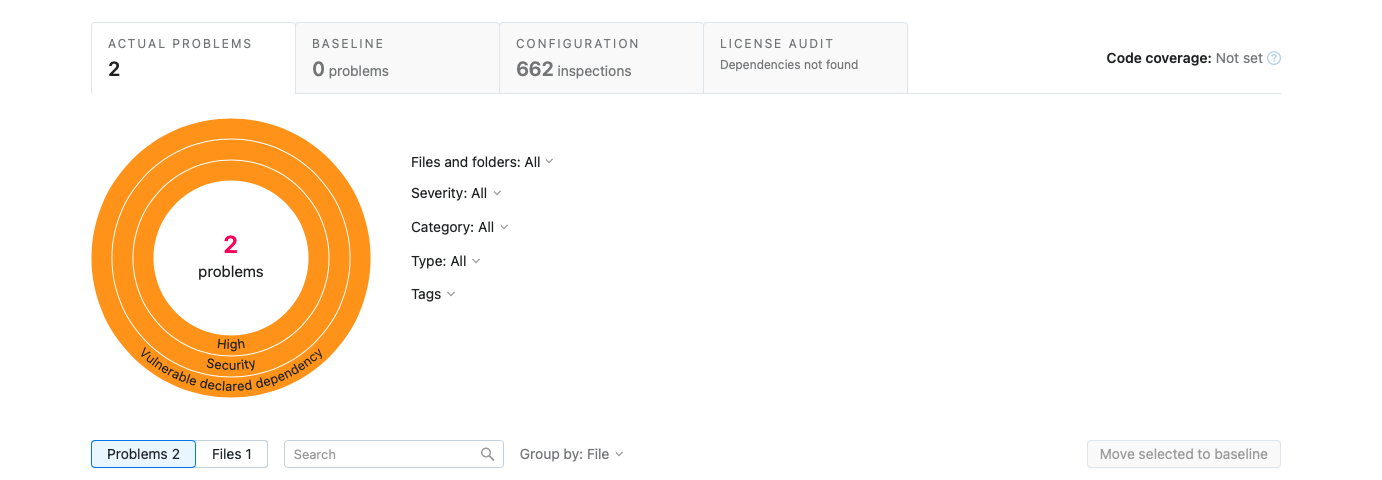 ACTUAL PROBLEMS
2
BASELINE
0 problems
CONFIGURATION
662 inspections
LICENSE AUDIT
Dependencies not found
Code coverage: Not set ?
2
problems
High
Security
Vulnerable declared dependency
Files and folders: All
Severity: All
Category: All
Type: All
Tags
Problems 2
Files 1
Search
Group by: File
Move selected to baseline